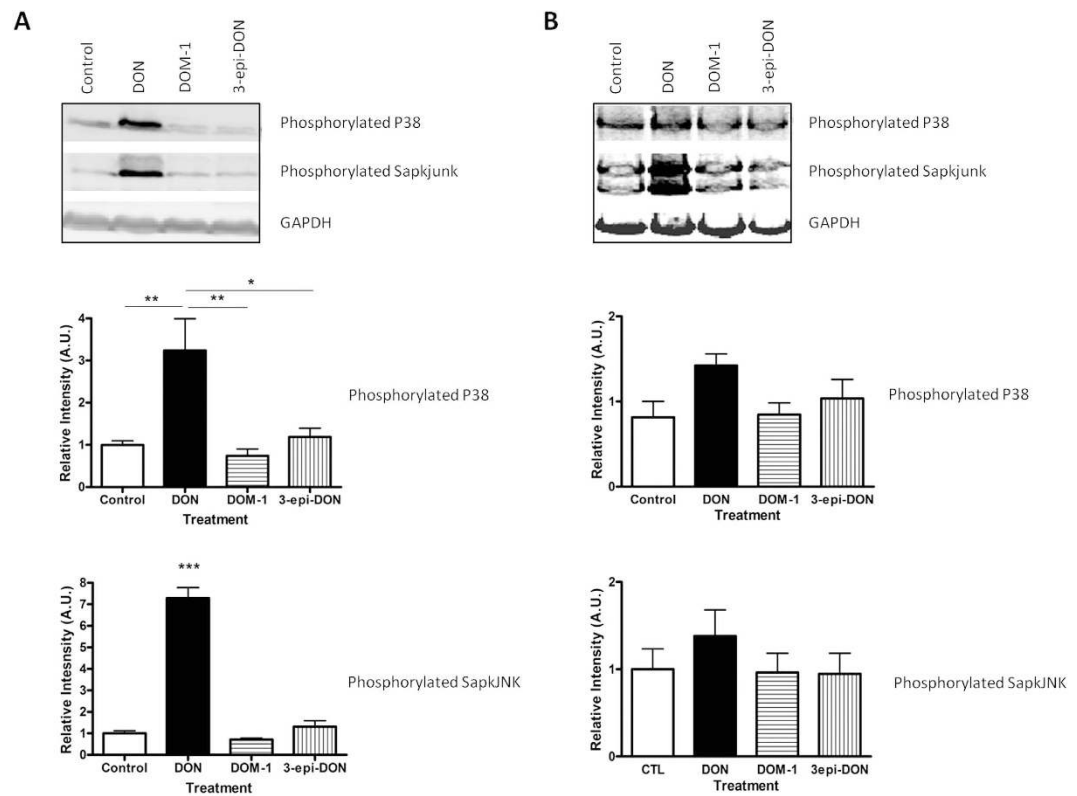 A
Control
DON
DOM-1
3-epi-DON
Phosphorylated P38
Phosphorylated Sapkjunk
GAPDH
**
**
*
Relative Intensity (A.U.)
4
3
2
1
0
Control
DON
DOM-1
3-epi-DON
Treatment
Phosphorylated P38
***
Relative Intesnsity (A.U.)
8
7
6
5
4
3
2
1
0
Control
DON
DOM-1
3-epi-DON
Treatment
Phosphorylated SapkJNK
B
Control
DON
DOM-1
3-epi-DON
Phosphorylated P38
Phosphorylated Sapkjunk
GAPDH
Relative Intensity (A.U.)
2
1
0
Control
DON
DOM-1
3-epi-DON
Treatment
Phosphorylated P38
Relative Intensity (A.U.)
2
1
0
CTL
DON
DOM-1
3epi-DON
Treatment
Phosphorylated SapkJNK